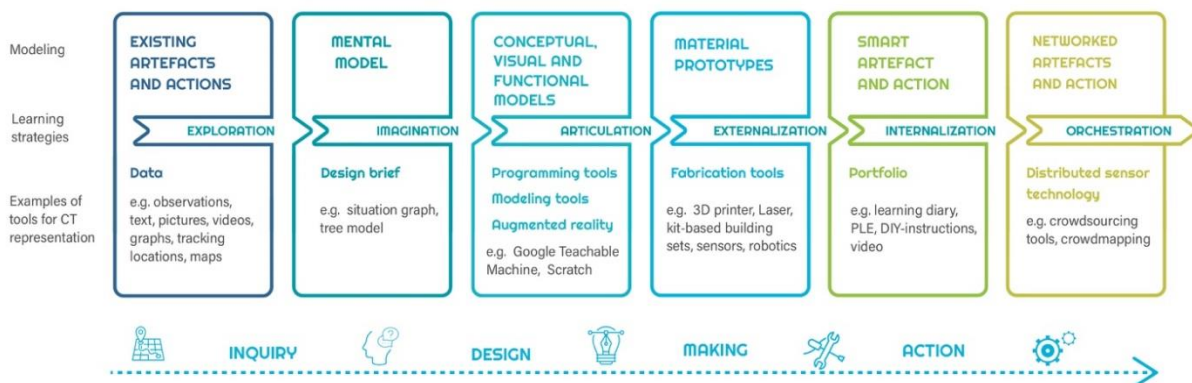 Modeling
EXISTING
ARTEFACTS
AND ACTIONS
MENTAL
MODEL
CONCEPTUAL,
VISUAL AND
FUNCTIONAL
MODELS
MATERIAL
PROTOTYPES
SMART
ARTEFACT
AND ACTION
NETWORKED
ARTEFACTS
AND ACTION
Learning
strategies
EXPLORATION
IMAGINATION
ARTICULATION
EXTERNALIZATION
INTERNALIZATION
ORCHESTRATION
Examples of
tools for CT
representation
Data
e.g. observations,
text, pictures, videos,
graphs, tracking
locations, maps
Design brief
e.g. situation graph,
tree model
Programming tools
Modeling tools
Augmented reality
e.g. Google Teachable
Machine, Scratch
Fabrication tools
e.g. 3D printer, Laser,
kit-based building
sets, sensors, robotics
Portfolio
e.g. learning diary,
PLE, DIY-instructions,
video
Distributed sensor
technology
e.g. crowdsourcing
tools, crowdmapping
INQUIRY
?
DESIGN
MAKING
ACTION